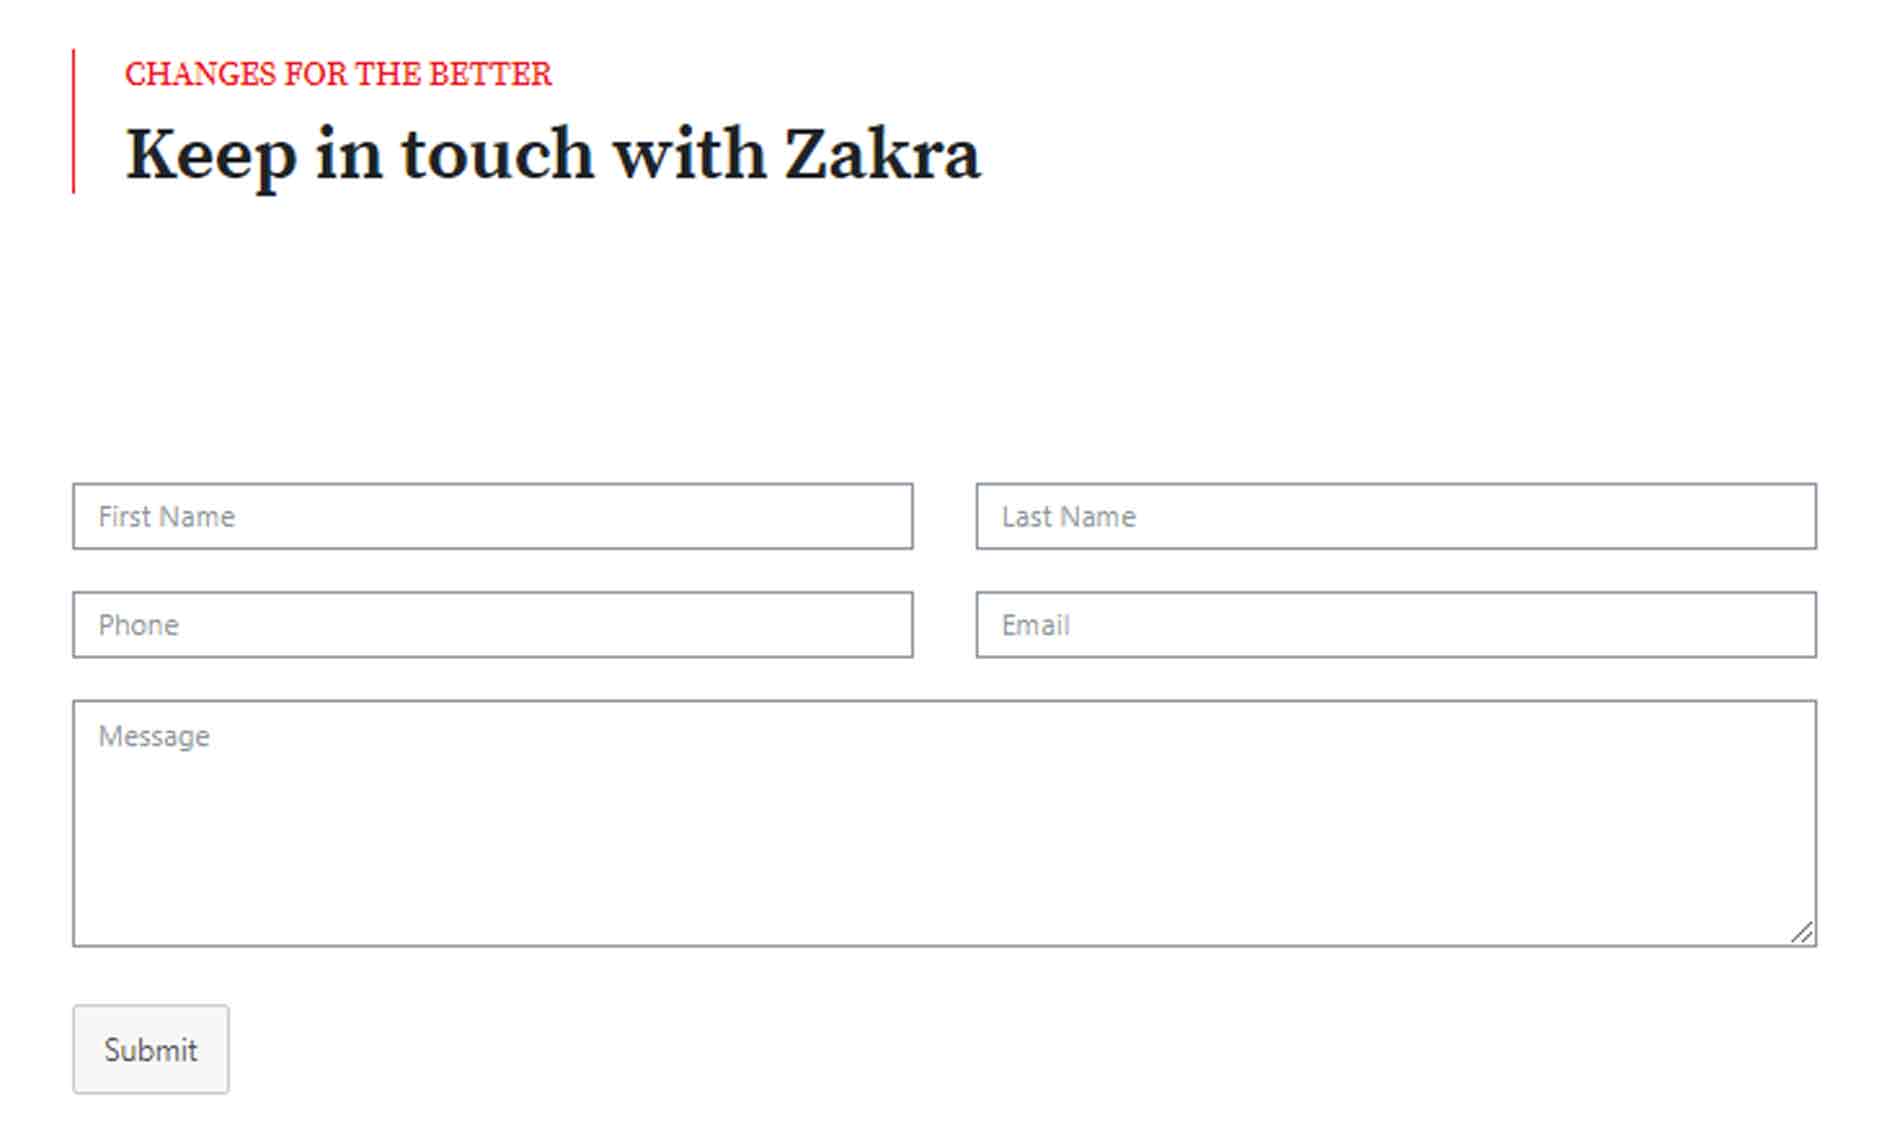 CHANGES FOR THE BETTER
Keep in touch with Zakra
First Name
Last Name
Phone
Email
Message
Submit